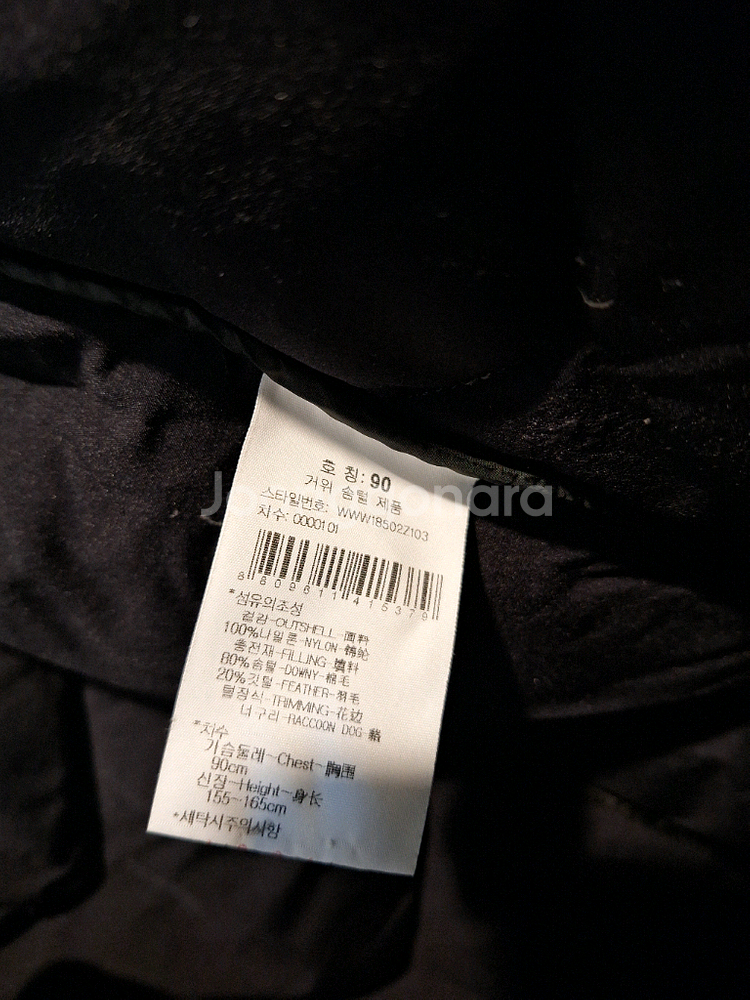 호 칭: 90
거위 솜털 제품
스타일번호: WWW18502Z103
치수: 0000101
8809611415379
*섬유의조성
겉감-OUTSHELL-面料
100%나일론-NYLON-锦纶
충전재-FILLING-填料
80%솜털-DOWNY-棉毛
20%깃털-FEATHER-羽毛
털장식-TRIMMING-花边
너구리-RACCOON DOG-貉
*치수
가슴둘레-Chest-胸围
90cm
신장-Height-身长
155~165cm
*세탁시주의사항